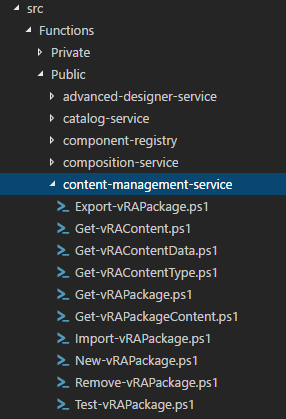 src
Functions
Private
Public
advanced-designer-service
catalog-service
component-registry
composition-service
content-management-service
Export-vRAPackage.ps1
Get-vRAContent.ps1
Get-vRAContentData.ps1
Get-vRAContentType.ps1
Get-vRAPackage.ps1
Get-vRAPackageContent.ps1
Import-vRAPackage.ps1
New-vRAPackage.ps1
Remove-vRAPackage.ps1
Test-vRAPackage.ps1